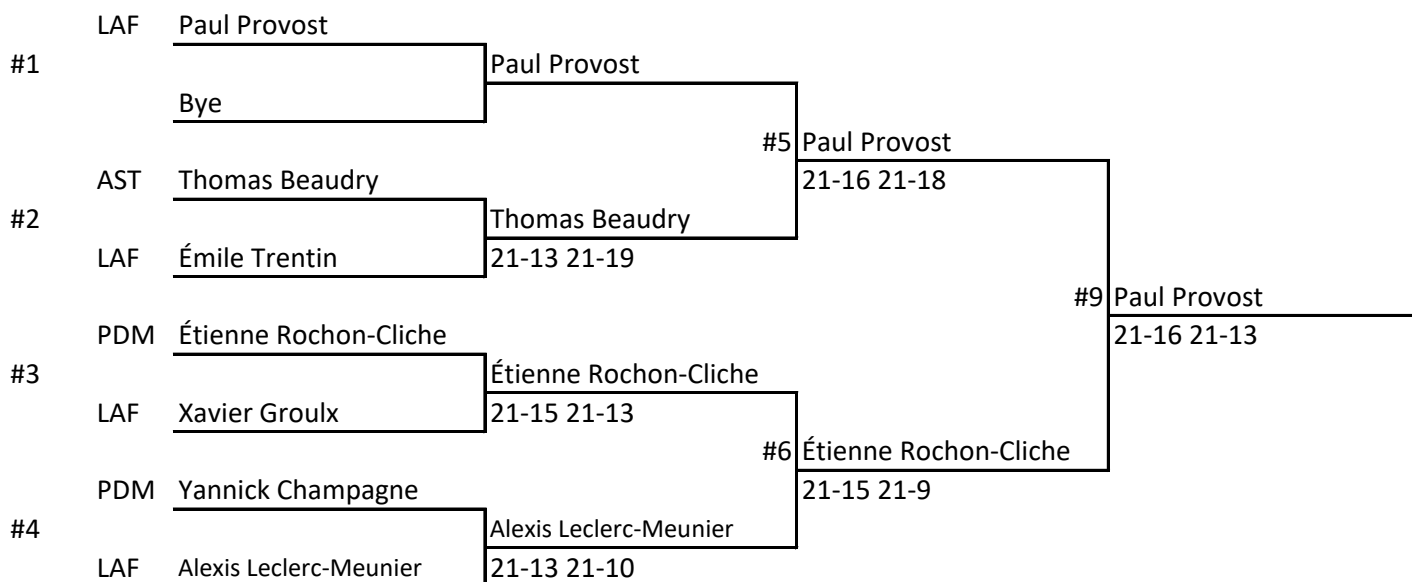 LAF Paul Provost
#1 Paul Provost
Bye
#5 Paul Provost
AST Thomas Beaudry 21-16 21-18
#2 Thomas Beaudry
LAF Émile Trentin 21-13 21-19
#9 Paul Provost
PDM Étienne Rochon-Cliche 21-16 21-13
#3 Étienne Rochon-Cliche
LAF Xavier Groulx 21-15 21-13
#6 Étienne Rochon-Cliche
PDM Yannick Champagne 21-15 21-9
#4 Alexis Leclerc-Meunier
LAF Alexis Leclerc-Meunier 21-13 21-10